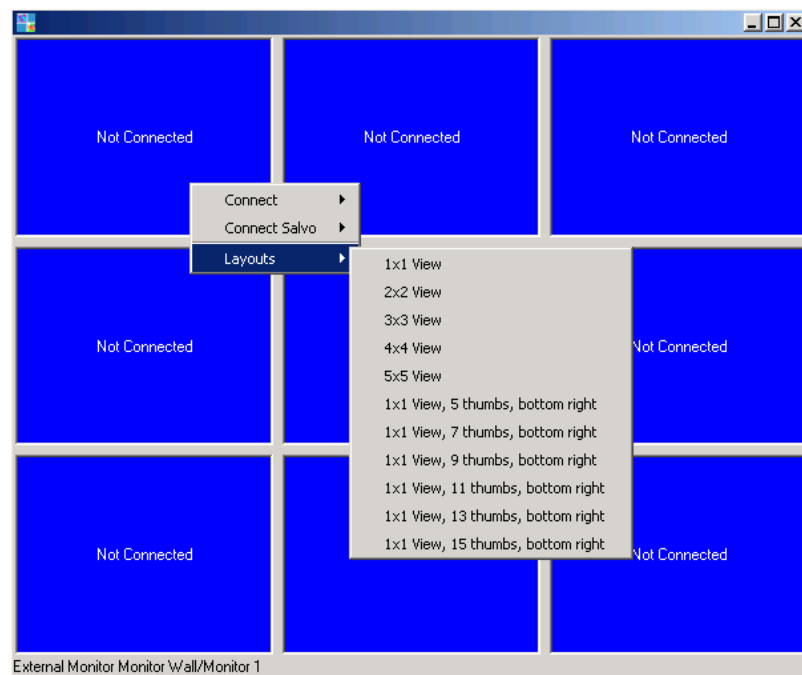 Not Connected
Not Connected
Not Connected
Connect
Connect Salvo
Layouts
1x1 View
2x2 View
3x3 View
4x4 View
5x5 View
1x1 View, 5 thumbs, bottom right
1x1 View, 7 thumbs, bottom right
1x1 View, 9 thumbs, bottom right
1x1 View, 11 thumbs, bottom right
1x1 View, 13 thumbs, bottom right
1x1 View, 15 thumbs, bottom right
Not Connected
Not Connected
Not Connected
Not Connected
External Monitor Monitor Wall/Monitor 1